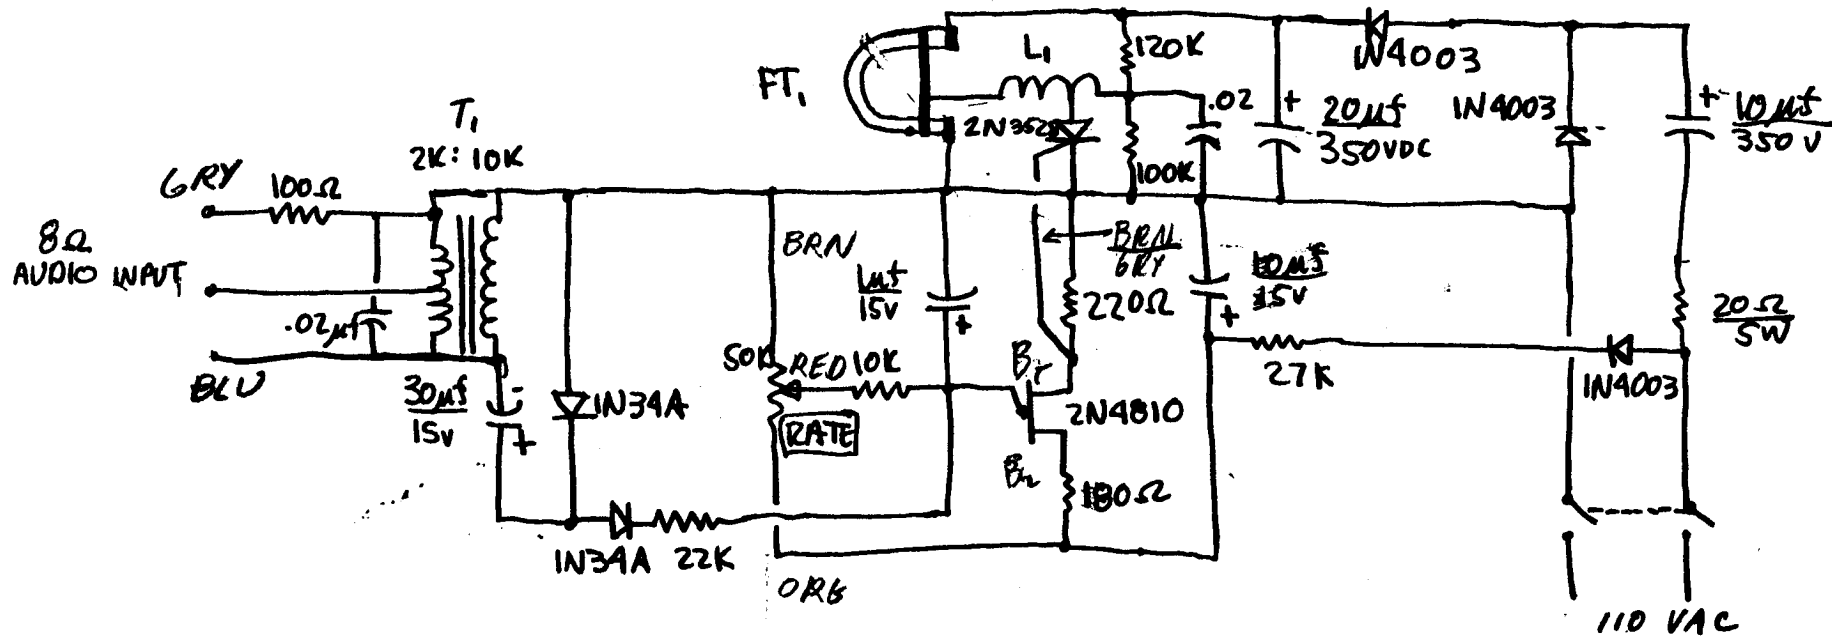 FT₁
L₁
120K
1N4003
.02
20µf
350VDC
1N4003
10µf
350V
2N3528
100K
T₁
2K:10K
GRY
100Ω
8Ω
AUDIO INPUT
.02µf
BLU
30µf
15V
1N34A
BRN
1µf
15V
BRN
GRY
220Ω
10µf
15V
20Ω
5W
27K
1N4003
50K
RED
10K
RATE
B₁
2N4810
B₂
180Ω
1N34A
22K
ORG
110 VAC